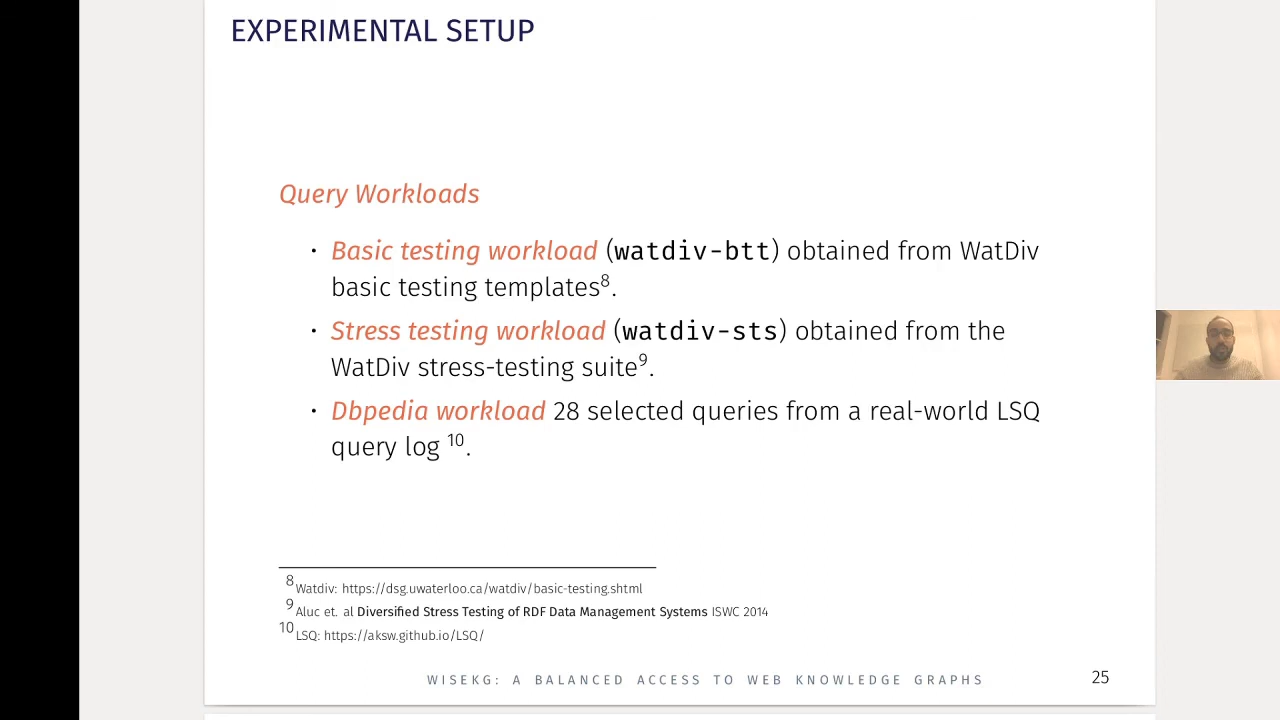 EXPERIMENTAL SETUP
Query Workloads
· Basic testing workload (watdiv-btt) obtained from WatDiv
basic testing templates8.
· Stress testing workload (watdiv-sts) obtained from the
WatDiv stress-testing suite9.
· Dbpedia workload 28 selected queries from a real-world LSQ
query log 10.
8 Watdiv: https://dsg.uwaterloo.ca/watdiv/basic-testing.shtml
9 Aluc et. al Diversified Stress Testing of RDF Data Management Systems ISWC 2014
10 LSQ: https://aksw.github.io/LSQ/
WISEKG: A BALANCED ACCESS TO WEB KNOWLEDGE GRAPHS
25